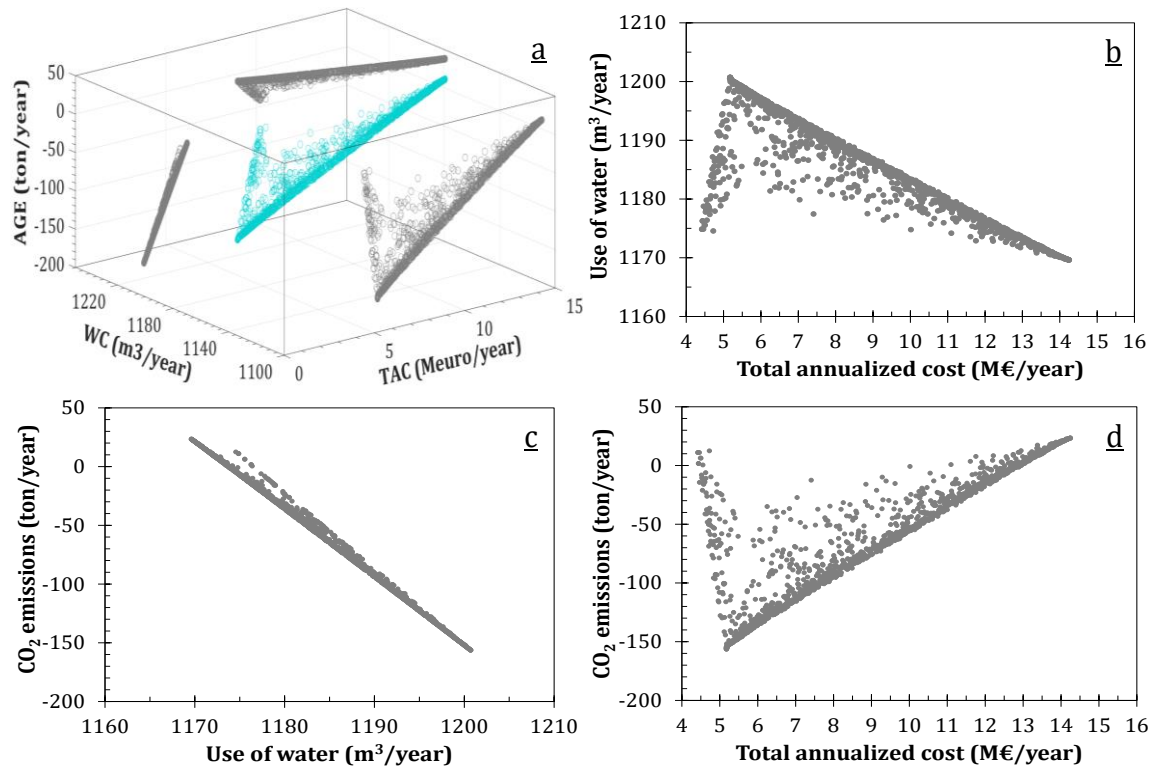 a
50
0
-50
-100
-150
-200
AGE (ton/year)
1220
1180
1140
1100
WC (m3/year)
0
5
10
15
TAC (Meuro/year)
b
1210
1200
1190
1180
1170
1160
Use of water (m³/year)
4 5 6 7 8 9 10 11 12 13 14 15 16
Total annualized cost (M€/year)
c
50
0
-50
-100
-150
-200
CO₂ emissions (ton/year)
1160 1170 1180 1190 1200 1210
Use of water (m³/year)
d
50
0
-50
-100
-150
-200
CO₂ emissions (ton/year)
4 5 6 7 8 9 10 11 12 13 14 15 16
Total annualized cost (M€/year)